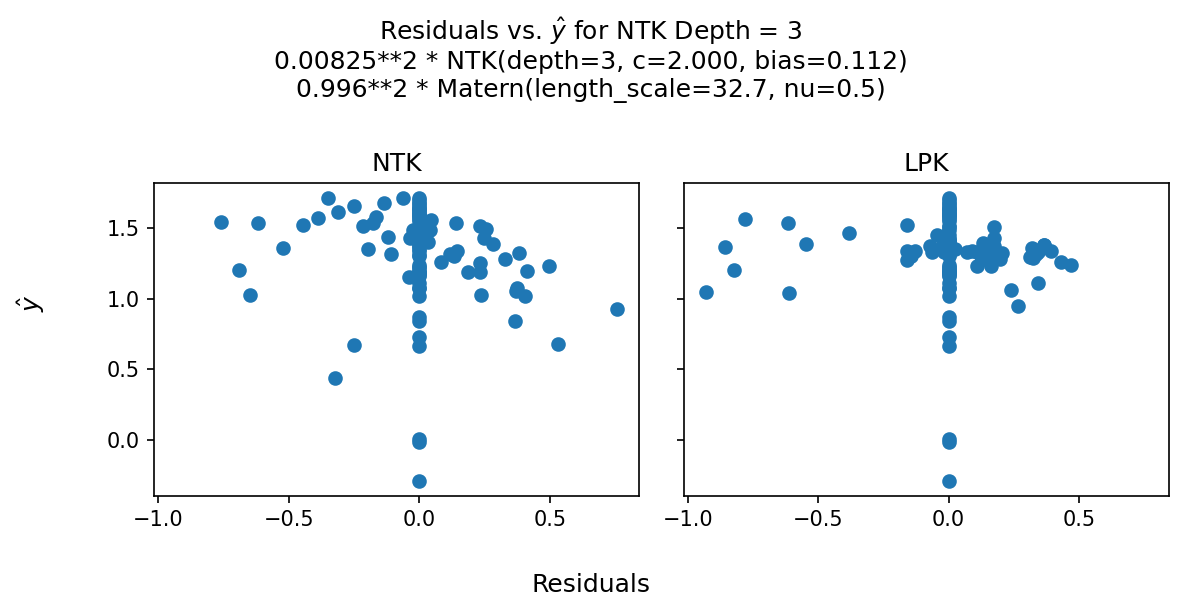 Residuals vs. ŷ for NTK Depth = 3
0.00825**2 * NTK(depth=3, c=2.000, bias=0.112)
0.996**2 * Matern(length_scale=32.7, nu=0.5)
NTK
LPK
1.5
1.0
0.5
0.0
ŷ
−1.0 −0.5 0.0 0.5
−1.0 −0.5 0.0 0.5
Residuals